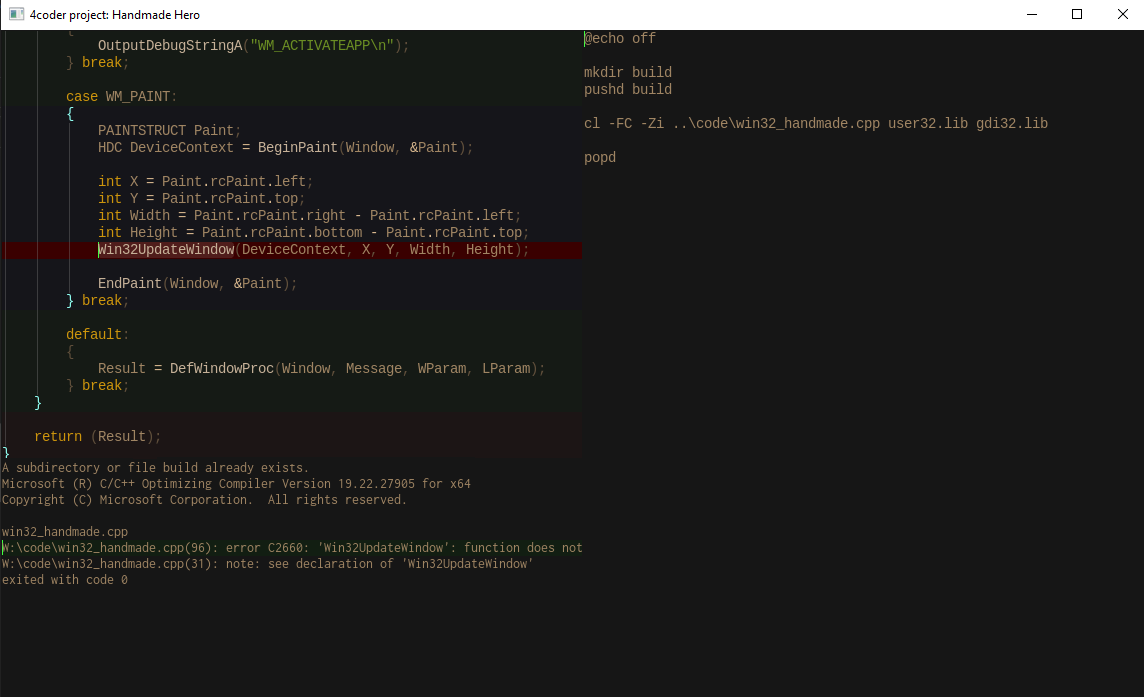 4coder project: Handmade Hero
{
OutputDebugStringA("WM_ACTIVATEAPP\n");
} break;
case WM_PAINT:
{
PAINTSTRUCT Paint;
HDC DeviceContext = BeginPaint(Window, &Paint);
int X = Paint.rcPaint.left;
int Y = Paint.rcPaint.top;
int Width = Paint.rcPaint.right - Paint.rcPaint.left;
int Height = Paint.rcPaint.bottom - Paint.rcPaint.top;
Win32UpdateWindow(DeviceContext, X, Y, Width, Height);
EndPaint(Window, &Paint);
} break;
default:
{
Result = DefWindowProc(Window, Message, WParam, LParam);
} break;
}
return (Result);
}
A subdirectory or file build already exists.
Microsoft (R) C/C++ Optimizing Compiler Version 19.22.27905 for x64
Copyright (C) Microsoft Corporation.  All rights reserved.
win32_handmade.cpp
W:\code\win32_handmade.cpp(96): error C2660: 'Win32UpdateWindow': function does not
W:\code\win32_handmade.cpp(31): note: see declaration of 'Win32UpdateWindow'
exited with code 0
@echo off
mkdir build
pushd build
cl -FC -Zi ..\code\win32_handmade.cpp user32.lib gdi32.lib
popd